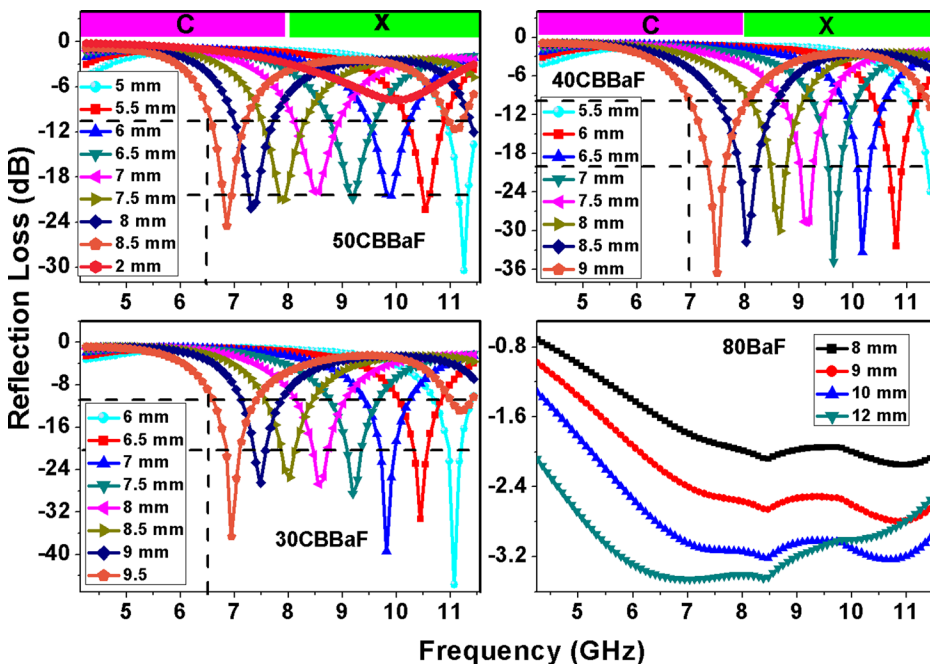 C X
C X
Reflection Loss (dB)
0
-6
-12
-18
-24
-30
5 mm
5.5 mm
6 mm
6.5 mm
7 mm
7.5 mm
8 mm
8.5 mm
2 mm
50CBBaF
5 6 7 8 9 10 11
0
-6
-12
-18
-24
-30
-36
40CBBaF
5.5 mm
6 mm
6.5 mm
7 mm
7.5 mm
8 mm
8.5 mm
9 mm
5 6 7 8 9 10 11
0
-8
-16
-24
-32
-40
6 mm
6.5 mm
7 mm
7.5 mm
8 mm
8.5 mm
9 mm
9.5
30CBBaF
5 6 7 8 9 10 11
-0.8
-1.6
-2.4
-3.2
80BaF
8 mm
9 mm
10 mm
12 mm
5 6 7 8 9 10 11
Frequency (GHz)